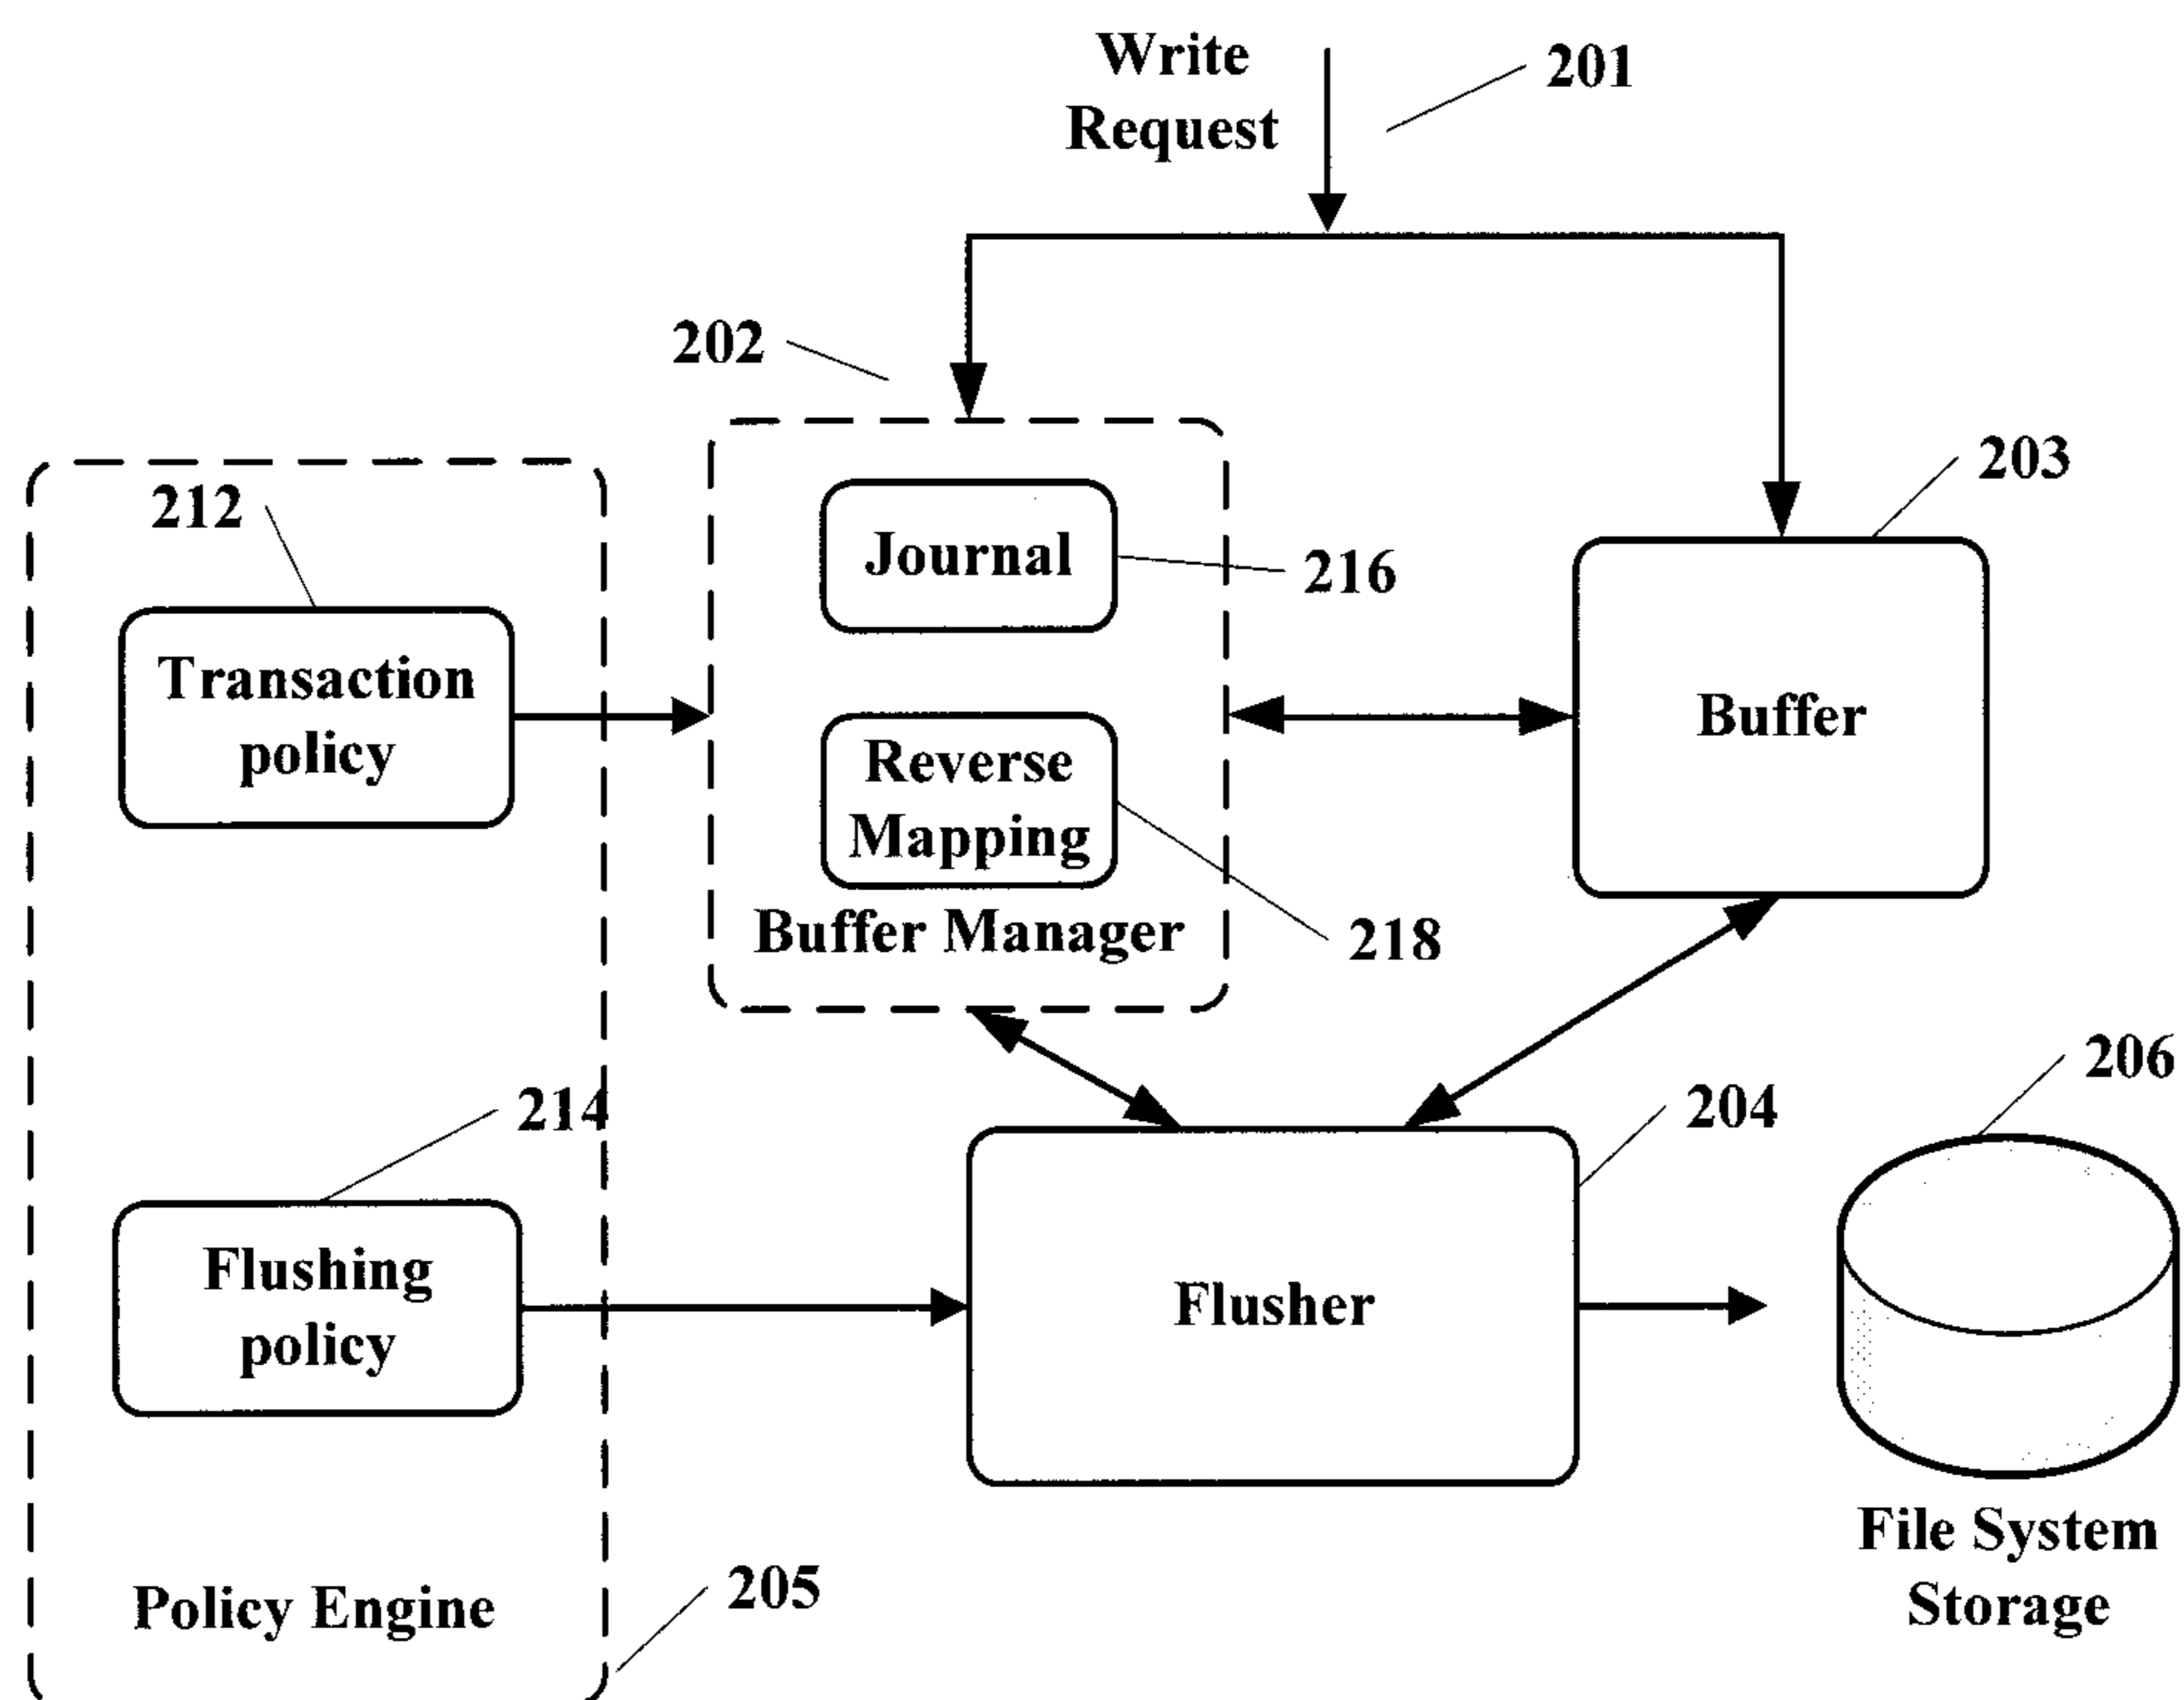 Write
Request
201
202
203
212
Journal
216
Transaction
policy
Buffer
Reverse
Mapping
Buffer Manager
218
206
214
204
Flushing
policy
Flusher
File System
Storage
Policy Engine
205